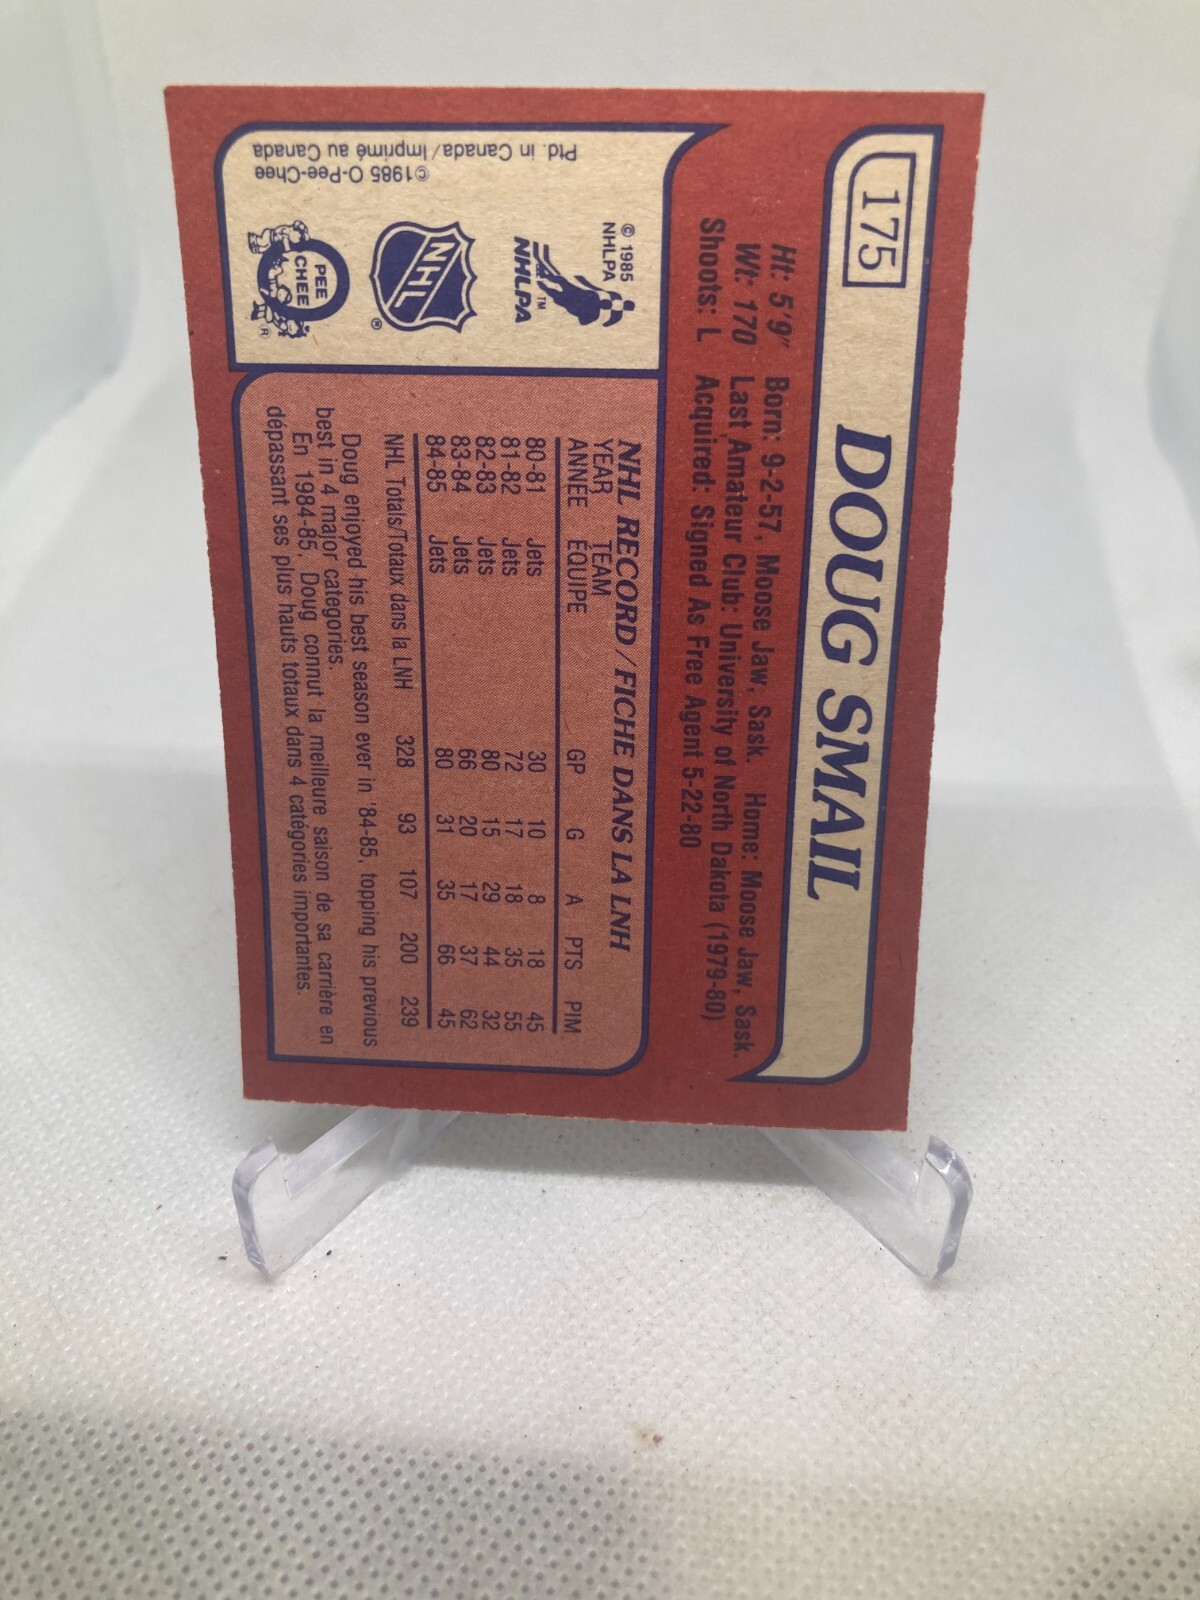 175
DOUG SMAIL
Ht: 5'9" Born: 9-2-57, Moose Jaw, Sask. Home: Moose Jaw, Sask.
Wt: 170 Last Amateur Club: University of North Dakota (1979-80)
Shoots: L Acquired: Signed As Free Agent 5-22-80
© 1985
NHLPA
NHLPA
TM
NHL
®
PEE
CHEE
R
©1985 O-Pee-Chee
Ptd. in Canada/Imprimé au Canada
NHL RECORD/FICHE DANS LA LNH
YEAR TEAM
ANNEE EQUIPE GP G A PTS PIM
80-81 Jets 30 10 8 18 45
81-82 Jets 72 17 18 35 55
82-83 Jets 80 15 29 44 32
83-84 Jets 66 20 17 37 62
84-85 Jets 80 31 35 66 45
NHL Totals/Totaux dans la LNH 328 93 107 200 239
Doug enjoyed his best season ever in '84-85, topping his previous
best in 4 major categories.
En 1984-85, Doug connut la meilleure saison de sa carrière en
dépassant ses plus hauts totaux dans 4 catégories importantes.